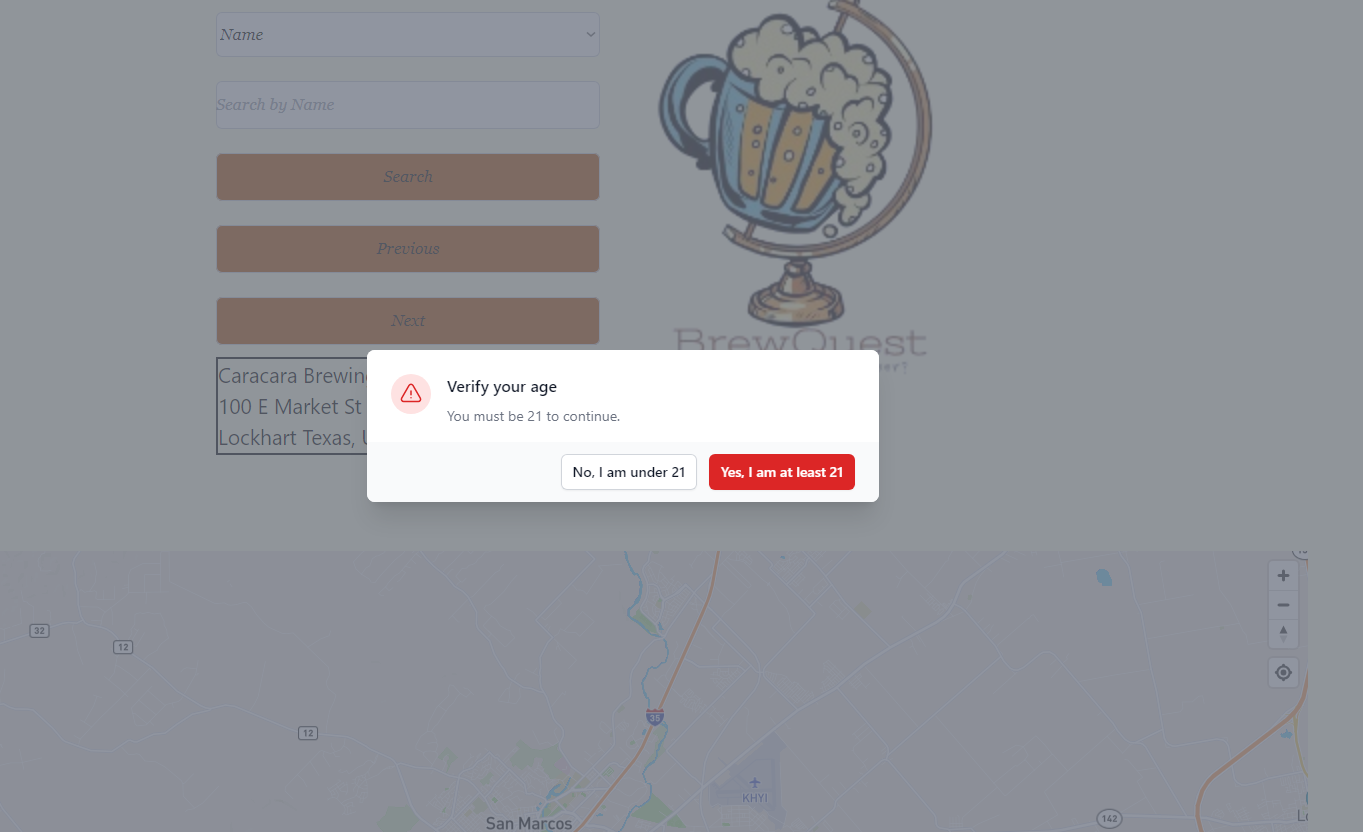 Name
Search by Name
Search
Previous
Next
BrewQuest
Caracara Brewing
100 E Market St
Lockhart Texas,
Verify your age
You must be 21 to continue.
No, I am under 21
Yes, I am at least 21
32
12
12
35
KHYI
San Marcos
142